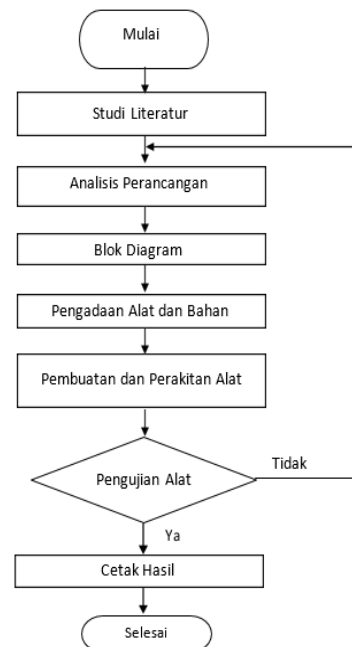 Mulai
Studi Literatur
Analisis Perancangan
Blok Diagram
Pengadaan Alat dan Bahan
Pembuatan dan Perakitan Alat
Pengujian Alat
Tidak
Ya
Cetak Hasil
Selesai